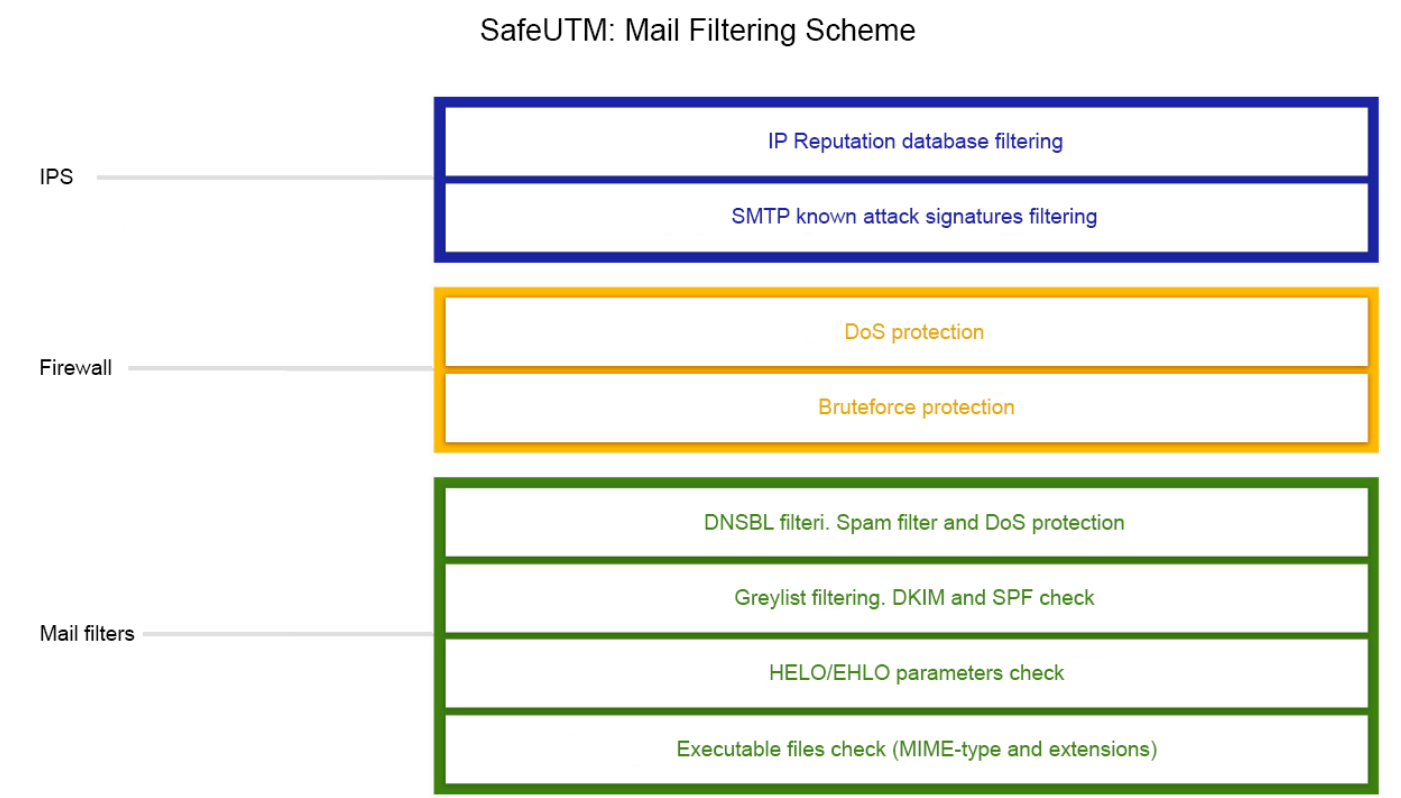 SafeUTM: Mail Filtering Scheme
IPS
IP Reputation database filtering
SMTP known attack signatures filtering
Firewall
DoS protection
Bruteforce protection
Mail filters
DNSBL filteri. Spam filter and DoS protection
Greylist filtering. DKIM and SPF check
HELO/EHLO parameters check
Executable files check (MIME-type and extensions)